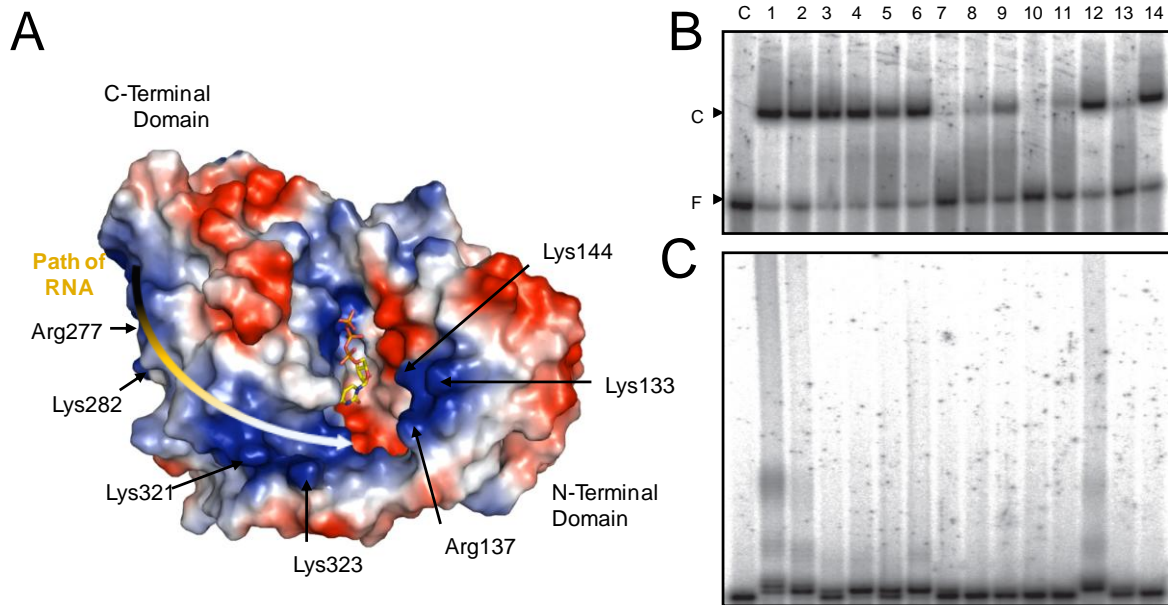 A
C-Terminal
Domain
Path of
RNA
Arg277
Lys282
Lys321
Lys323
Arg137
N-Terminal
Domain
Lys133
Lys144
B
C 1 2 3 4 5 6 7 8 9 10 11 12 13 14
C
F
C